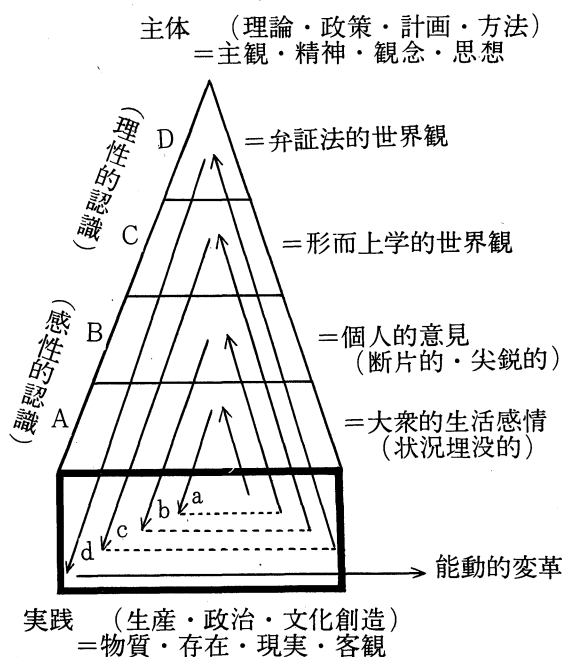 主体 (理論・政策・計画・方法)
=主観・精神・観念・思想
(理性的認識)
D
=弁証法的世界観
C
=形而上学的世界観
(感性的認識)
B
=個人的意見
(断片的・尖鋭的)
A
=大衆的生活感情
(状況埋没的)
a
b
c
d
能動的変革
実践 (生産・政治・文化創造)
=物質・存在・現実・客観